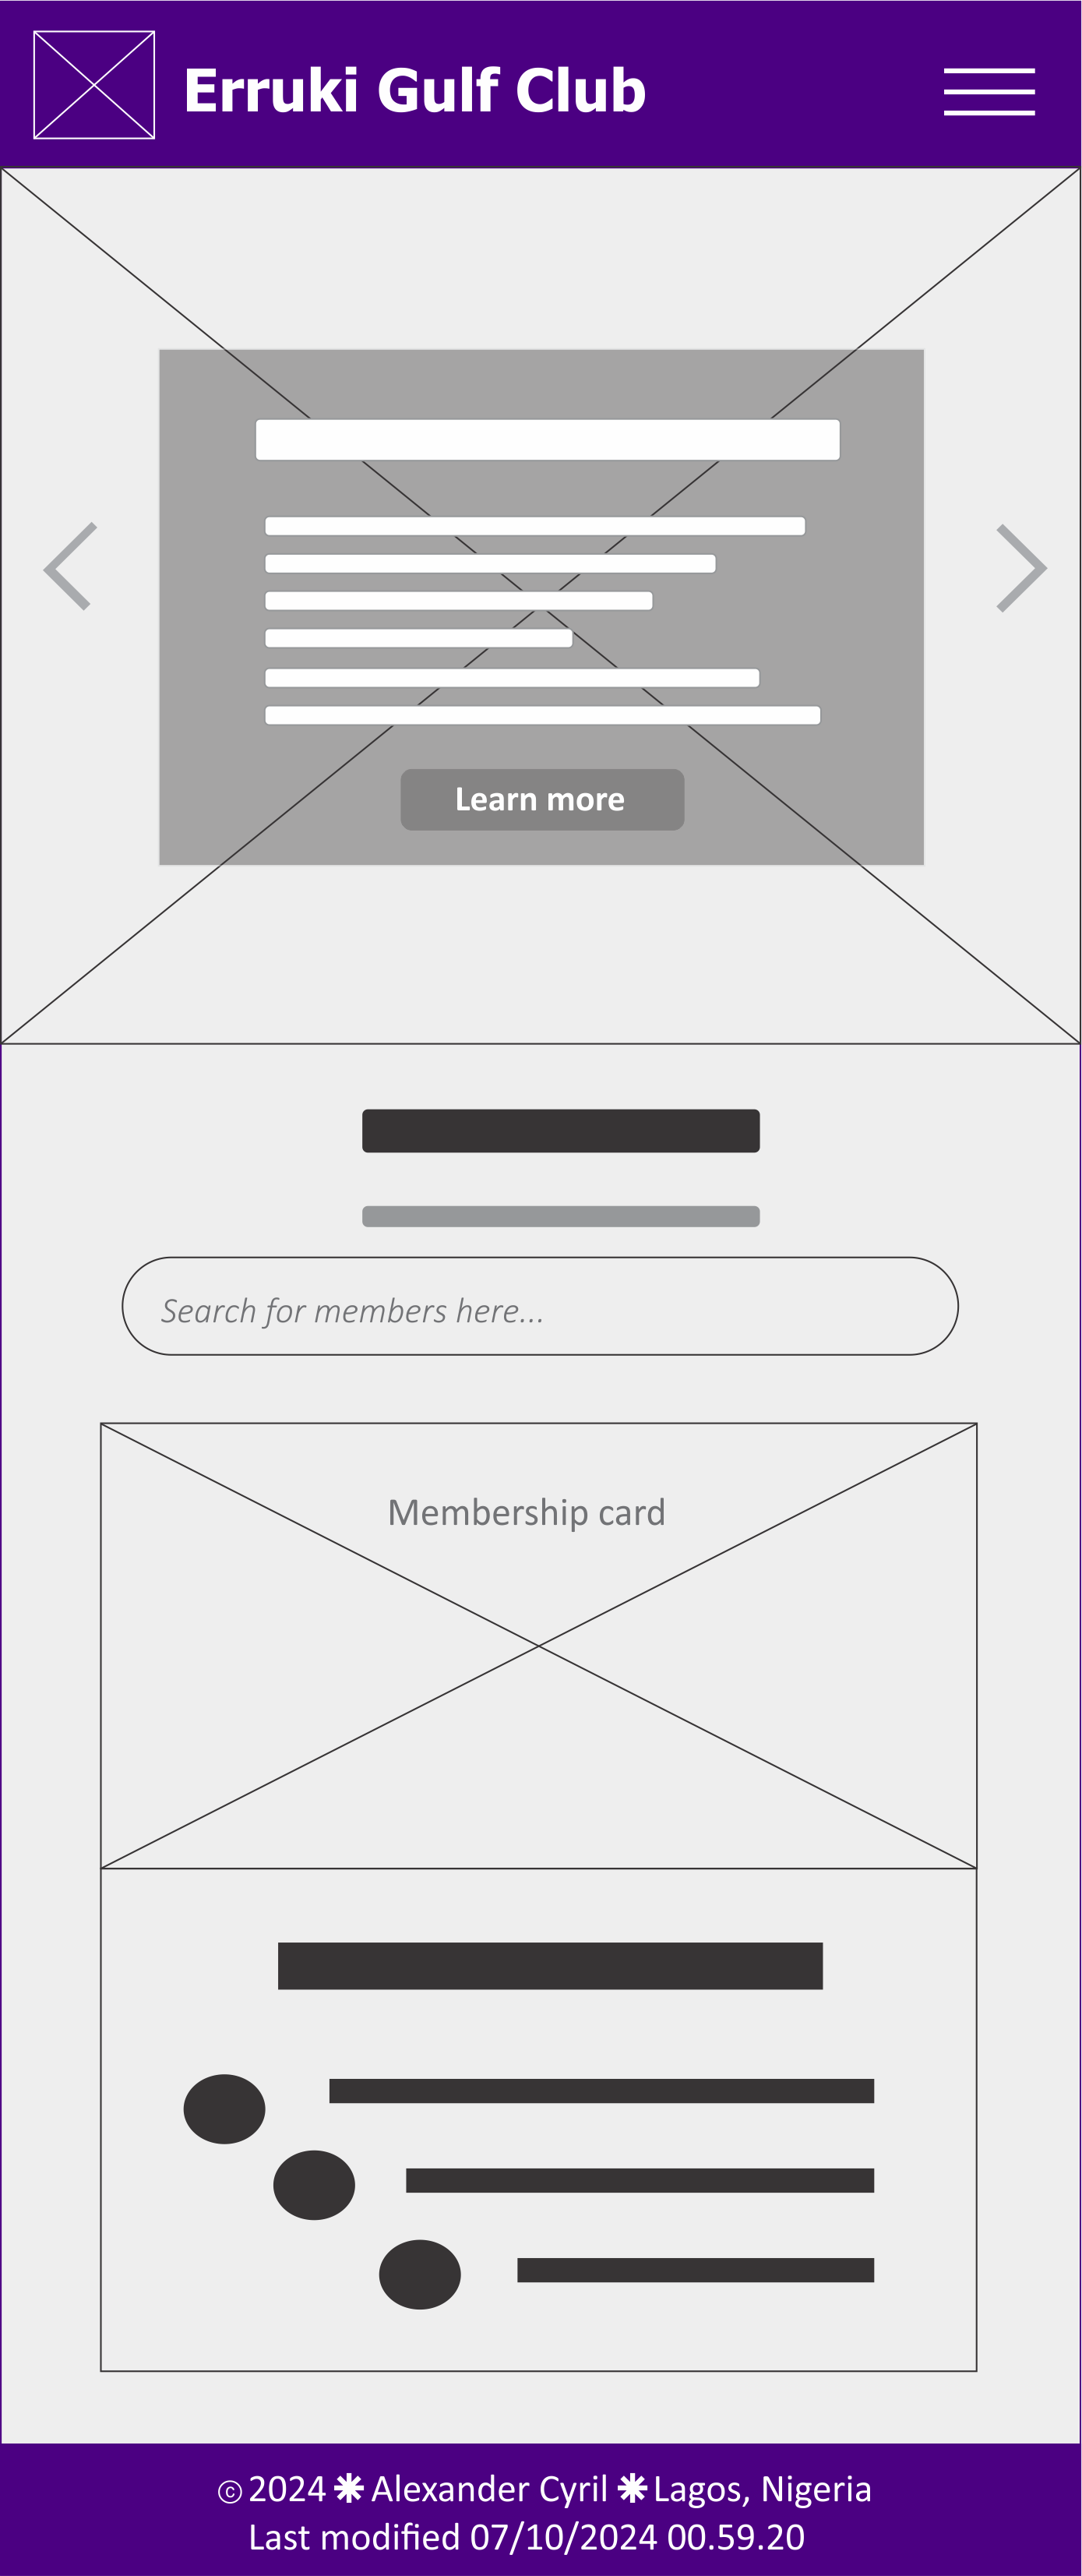 Erruki Gulf Club
Learn more
Search for members here...
Membership card
© 2024 ✱ Alexander Cyril ✱ Lagos, Nigeria
Last modified 07/10/2024 00.59.20